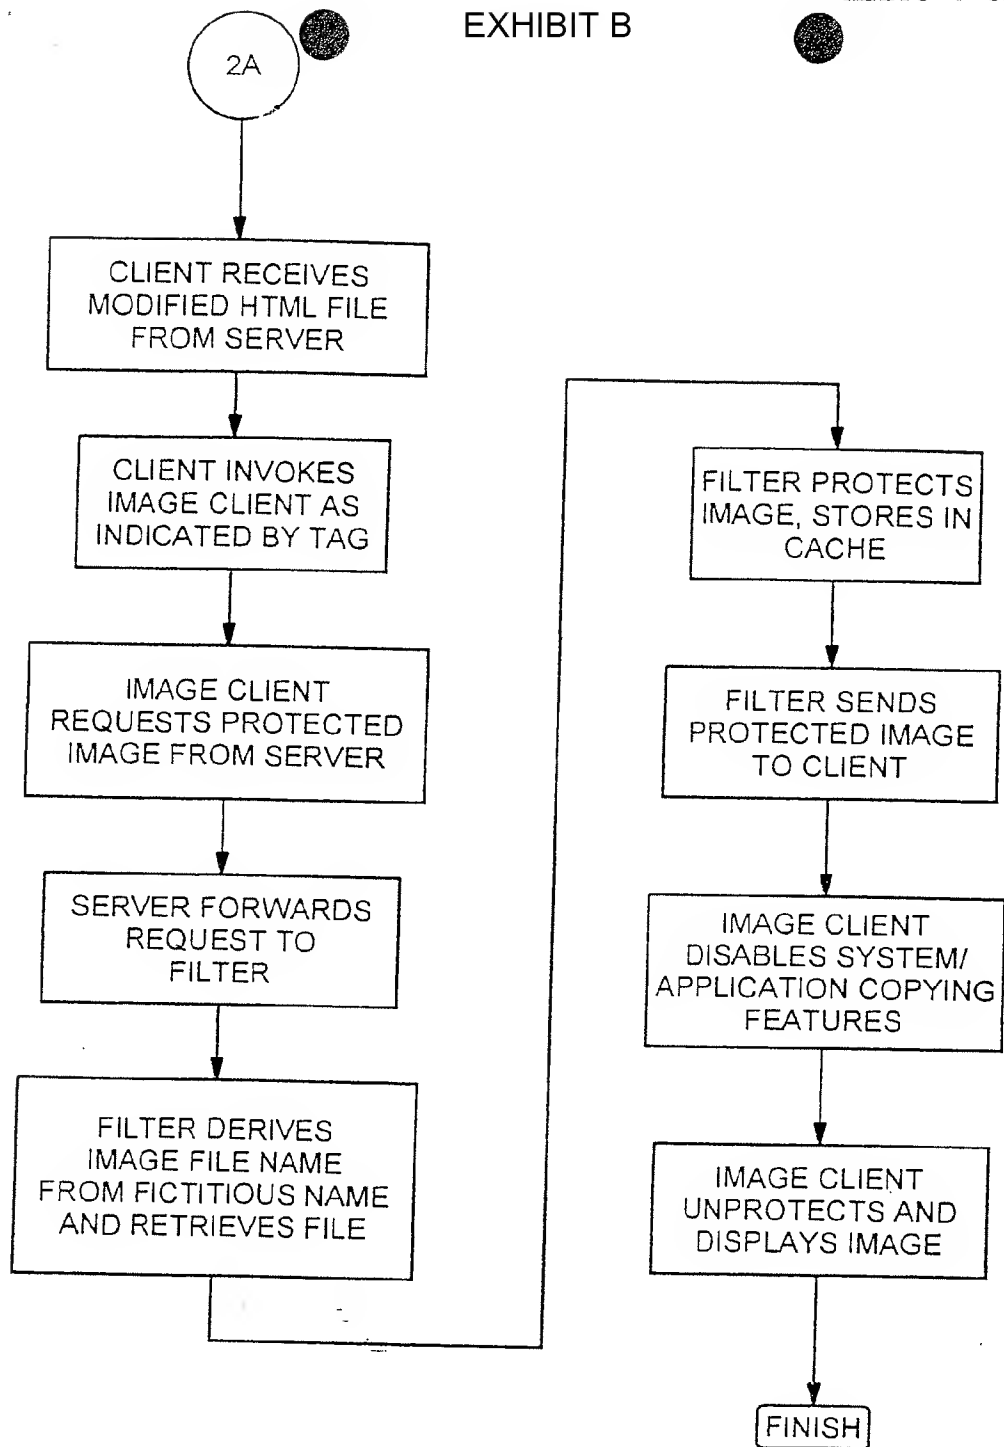 EXHIBIT B
2A
CLIENT RECEIVES
MODIFIED HTML FILE
FROM SERVER
CLIENT INVOKES
IMAGE CLIENT AS
INDICATED BY TAG
IMAGE CLIENT
REQUESTS PROTECTED
IMAGE FROM SERVER
SERVER FORWARDS
REQUEST TO
FILTER
FILTER DERIVES
IMAGE FILE NAME
FROM FICTITIOUS NAME
AND RETRIEVES FILE
FILTER PROTECTS
IMAGE, STORES IN
CACHE
FILTER SENDS
PROTECTED IMAGE
TO CLIENT
IMAGE CLIENT
DISABLES SYSTEM/
APPLICATION COPYING
FEATURES
IMAGE CLIENT
UNPROTECTS AND
DISPLAYS IMAGE
FINISH